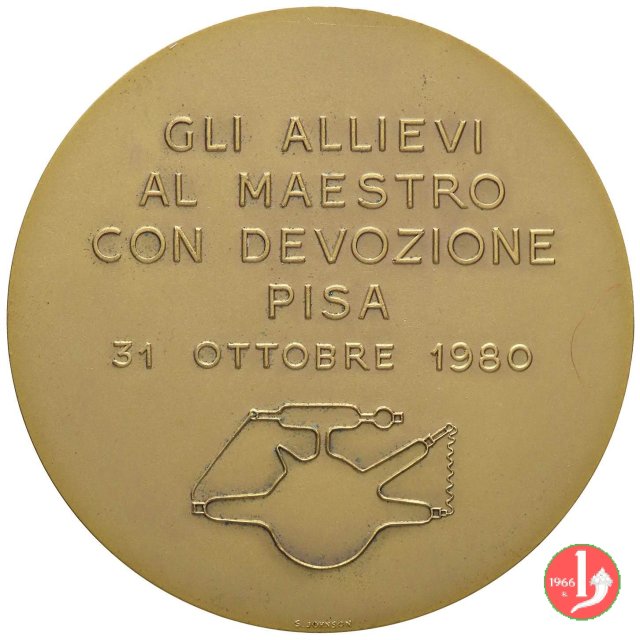 GLI ALLIEVI
AL MAESTRO
CON DEVOZIONE
PISA
31 OTTOBRE 1980
S. JOHNSON
1966